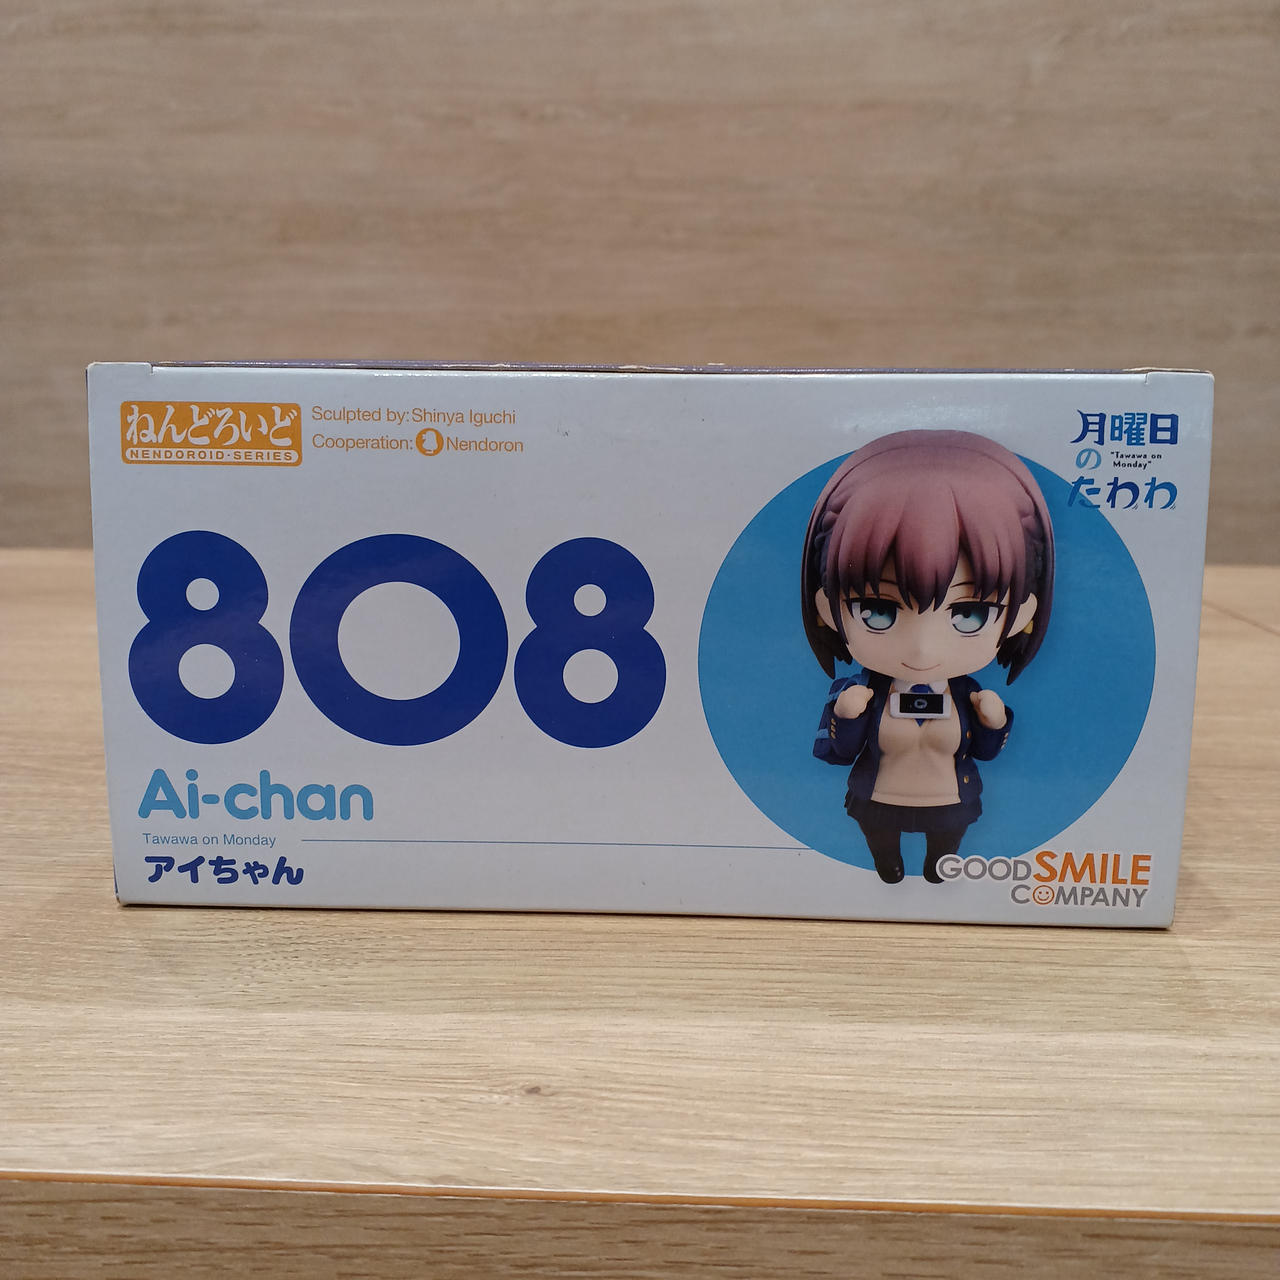 ねんどろいど
NENDOROID·SERIES
Sculpted by: Shinya Iguchi
Cooperation: Nendoron
808
Ai-chan
Tawawa on Monday
アイちゃん
月曜日
の
"Tawawa on
Monday"
たわわ
GOOD SMILE
COMPANY